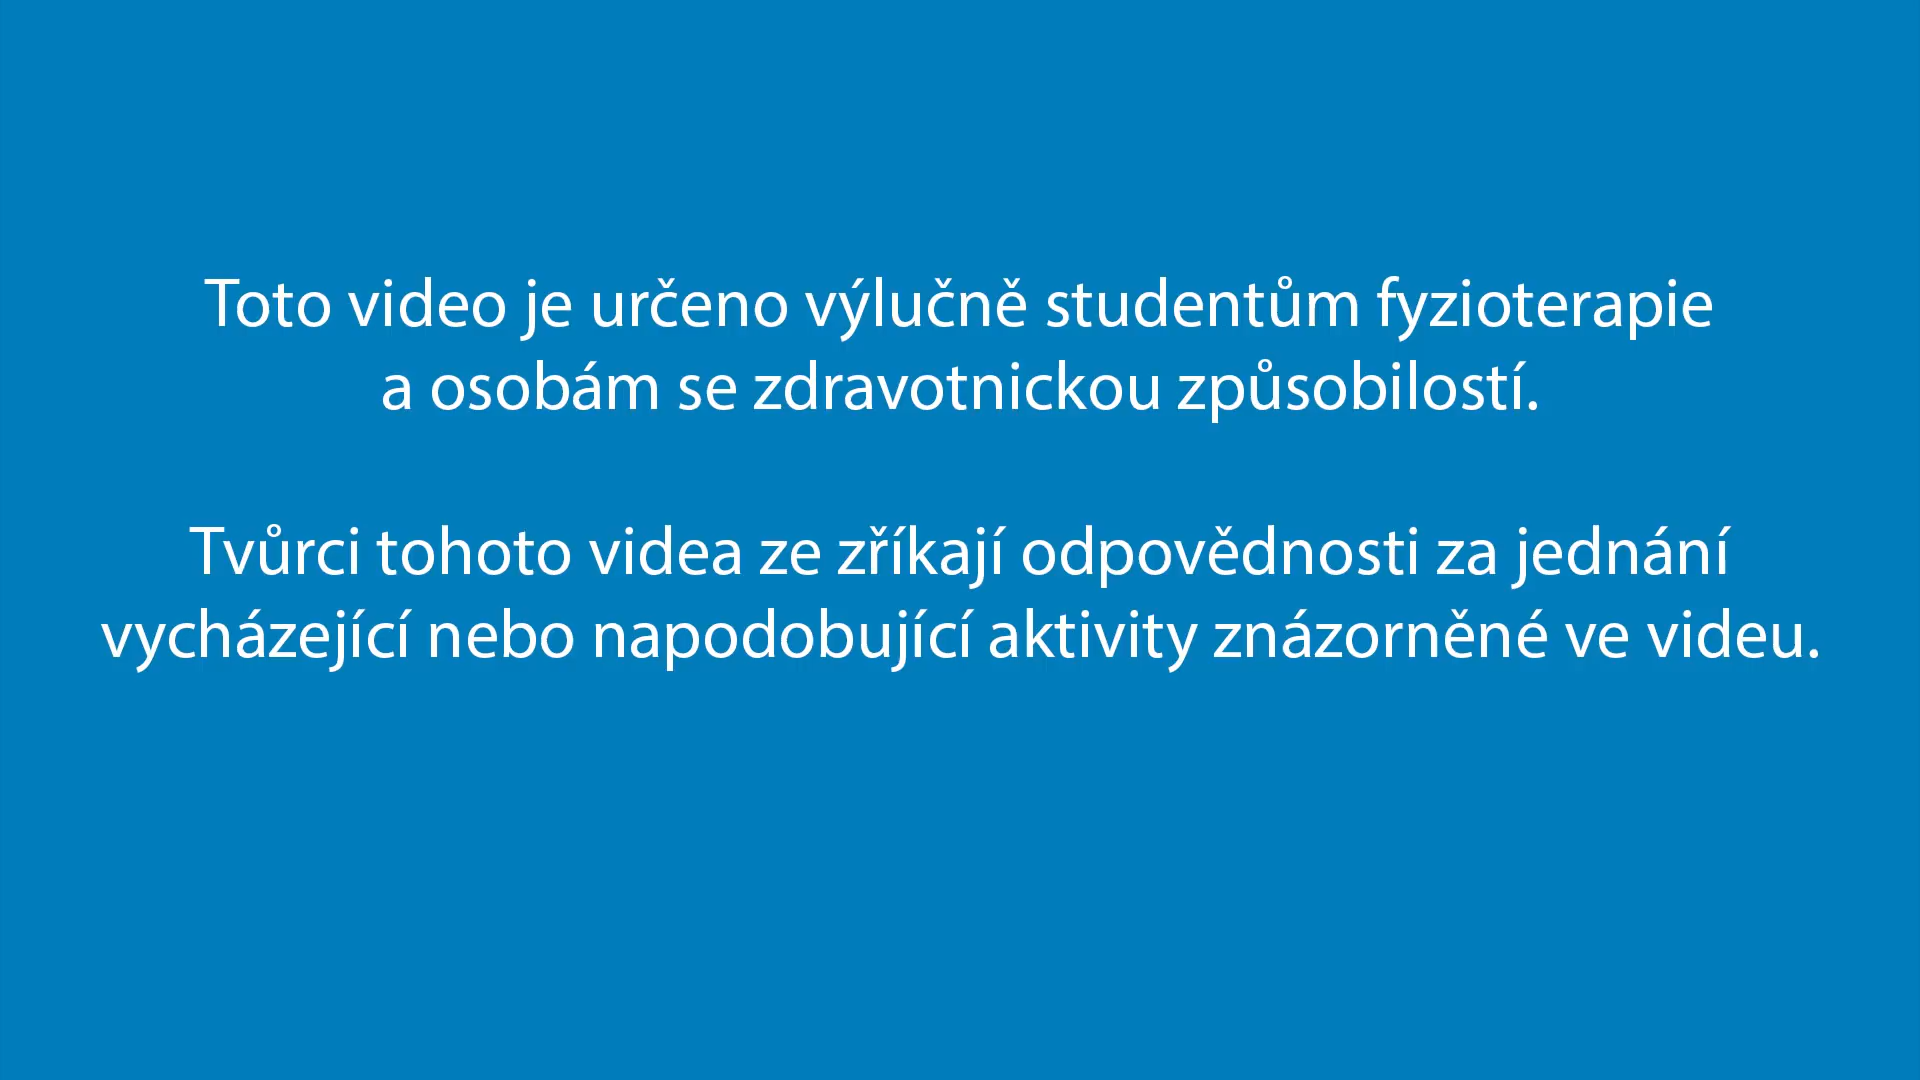 Toto video je určeno výlučně studentům fyzioterapie
a osobám se zdravotnickou způsobilostí.
Tvůrci tohoto videa ze zříkají odpovědnosti za jednání
vycházející nebo napodobující aktivity znázorněné ve videu.